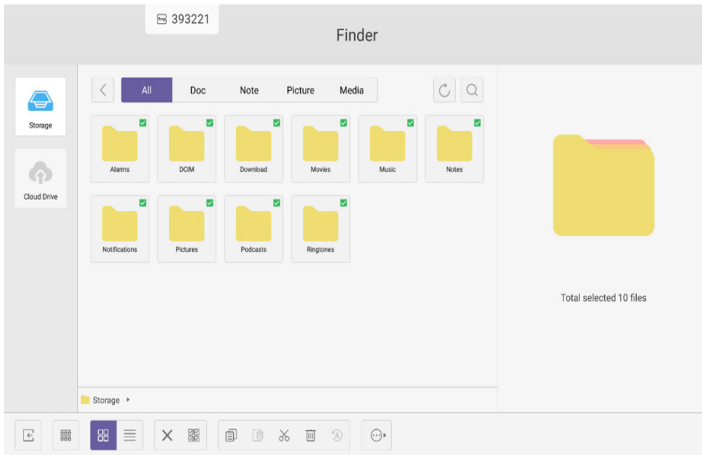 393221
Finder
All Doc Note Picture Media
Storage
Cloud Drive
Alarms DCIM Download Movies Music Notes
Notifications Pictures Podcasts Ringtones
Total selected 10 files
Storage